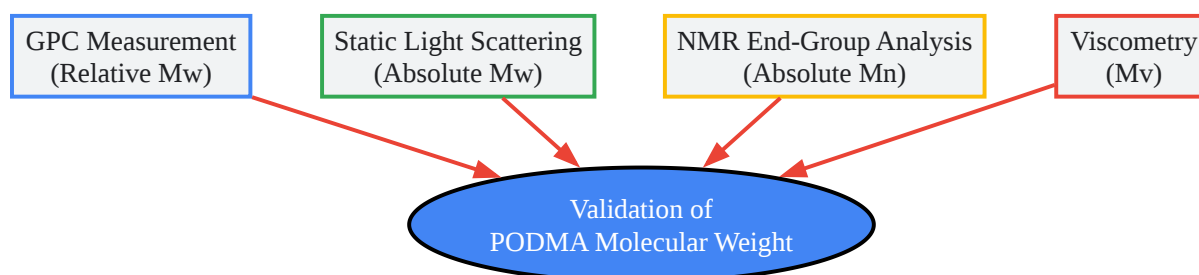 GPC Measurement
(Relative Mw)
Static Light Scattering
(Absolute Mw)
NMR End-Group Analysis
(Absolute Mn)
Viscometry
(Mv)
Validation of
PODMA Molecular Weight